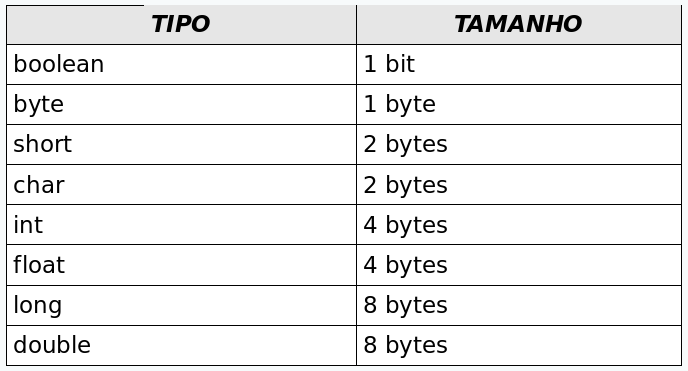 TIPO TAMANHO
boolean 1 bit
byte 1 byte
short 2 bytes
char 2 bytes
int 4 bytes
float 4 bytes
long 8 bytes
double 8 bytes